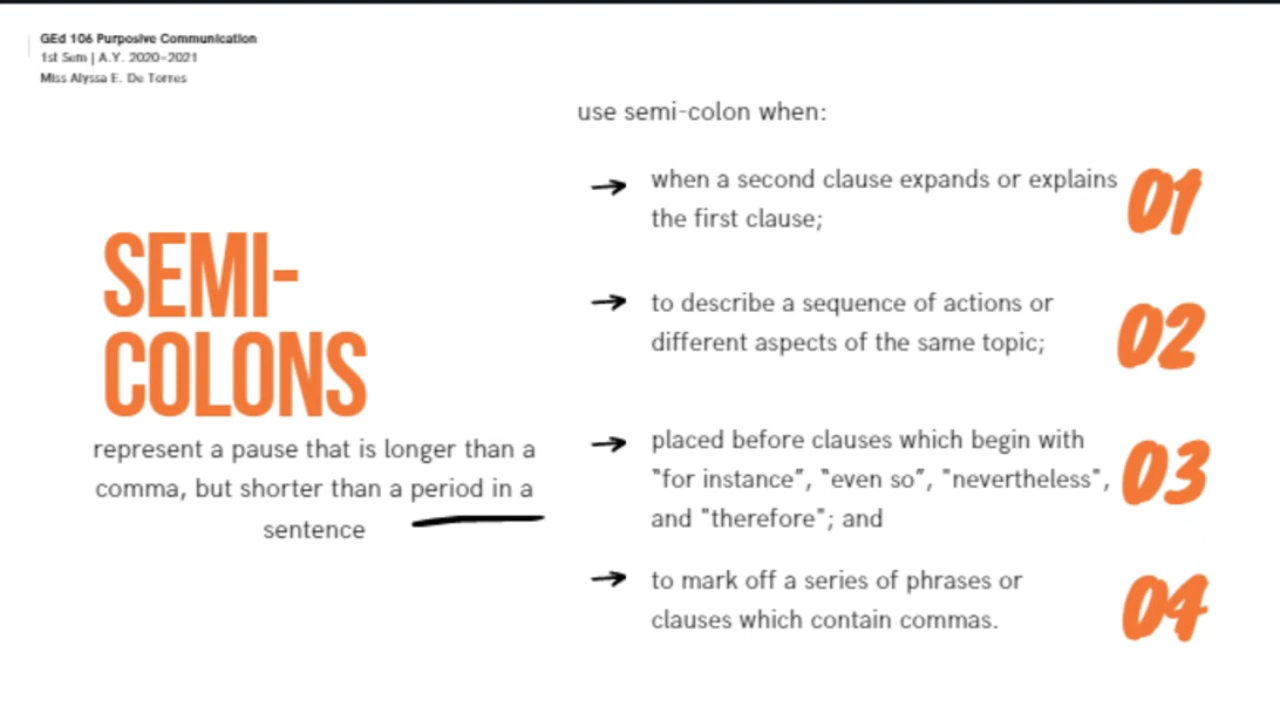 GEd 106 Purposive Communication
1st Sem | A.Y. 2020-2021
Miss Alyssa E. De Torres
SEMI-
COLONS
represent a pause that is longer than a
comma, but shorter than a period in a
sentence
use semi-colon when:
when a second clause expands or explains
the first clause;
01
to describe a sequence of actions or
different aspects of the same topic;
02
placed before clauses which begin with
"for instance”, "even so”, "nevertheless",
and "therefore"; and
03
to mark off a series of phrases or
clauses which contain commas.
04